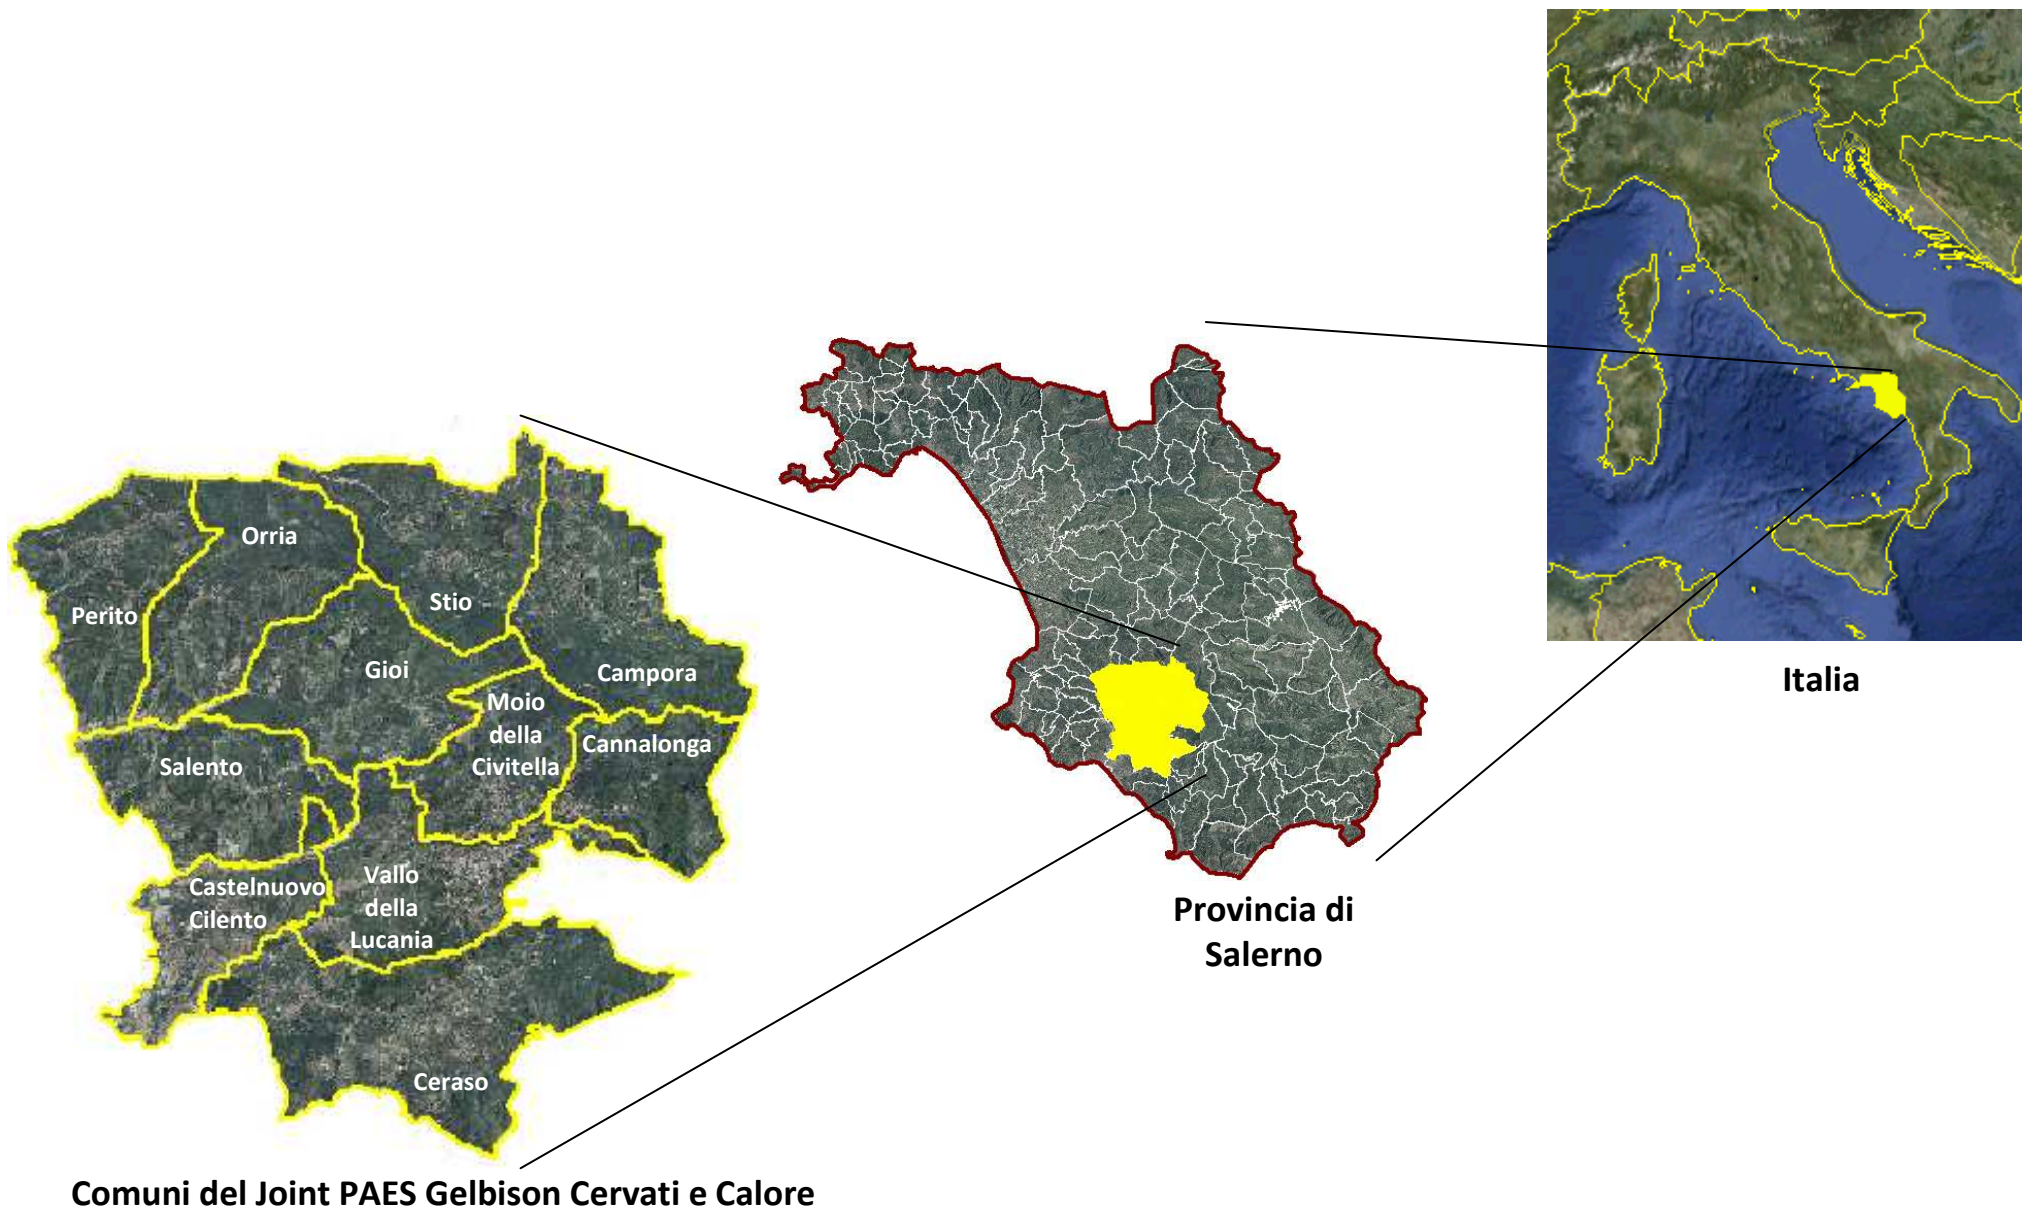 Orria
Perito
Stio
Gioi
Campora
Moio
della
Civitella
Cannalonga
Salento
Castelnuovo
Cilento
Vallo
della
Lucania
Ceraso
Comuni del Joint PAES Gelbison Cervati e Calore
Provincia di
Salerno
Italia